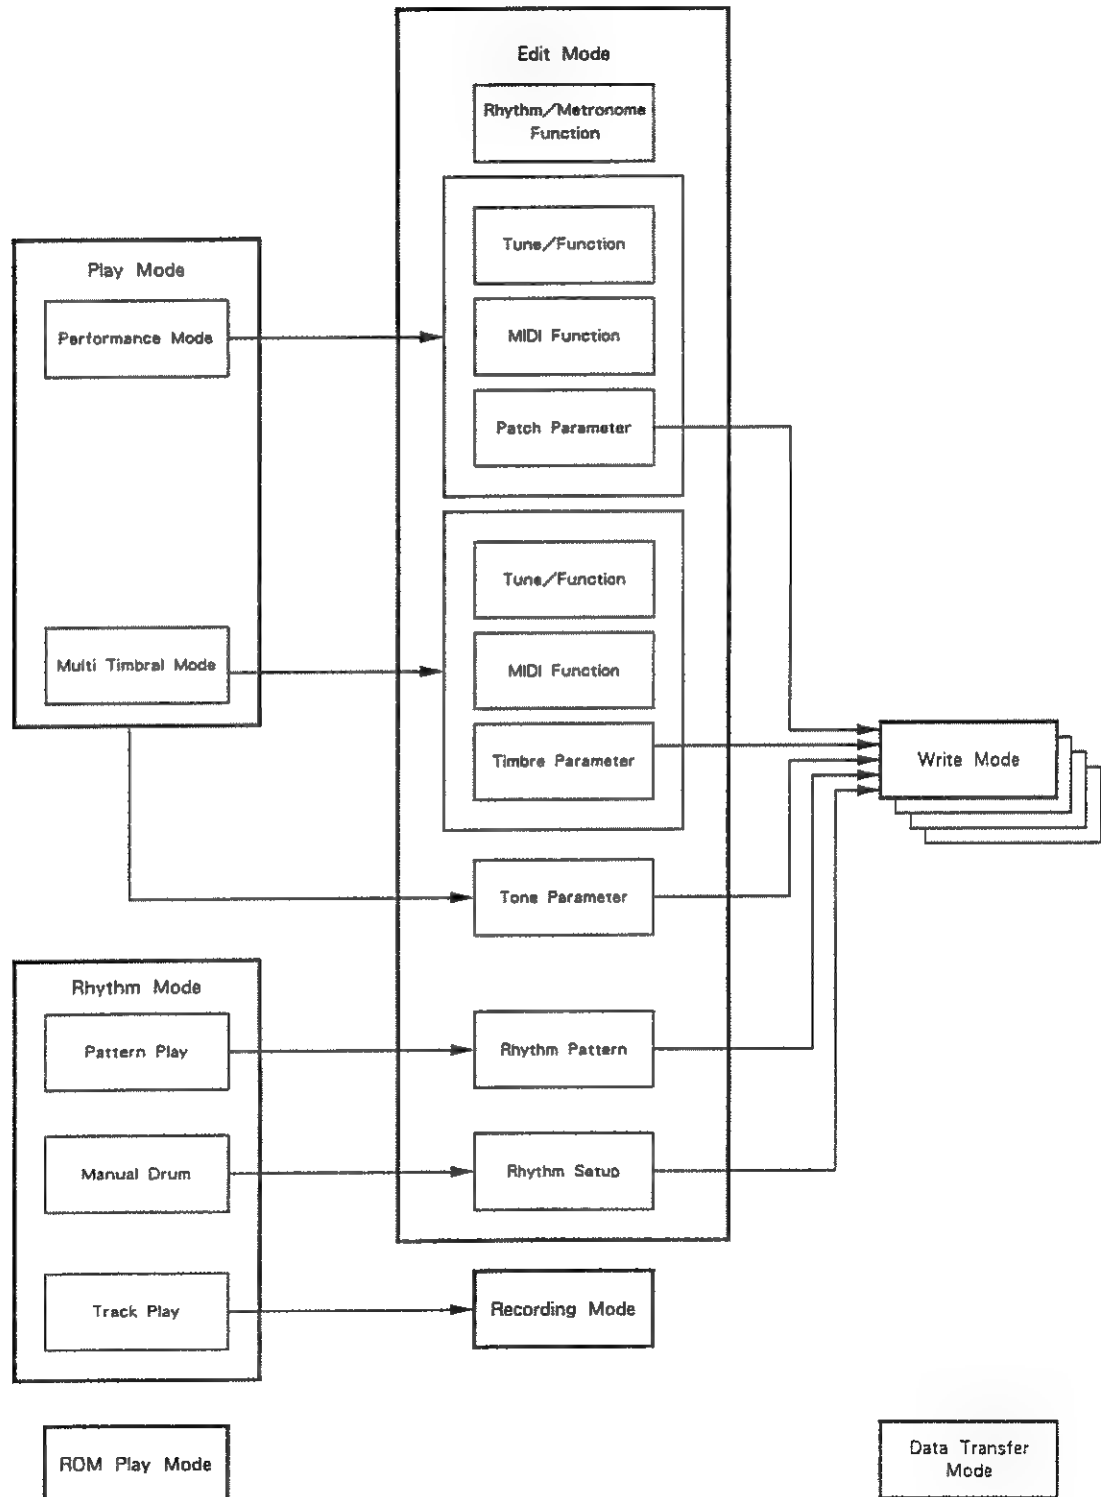 Edit Mode
Rhythm/Metronome
Function
Tune/Function
MIDI Function
Patch Parameter
Tune/Function
MIDI Function
Timbre Parameter
Tone Parameter
Rhythm Pattern
Rhythm Setup
Play Mode
Performance Mode
Multi Timbral Mode
Rhythm Mode
Pattern Play
Manual Drum
Track Play
Recording Mode
Write Mode
ROM Play Mode
Data Transfer
Mode